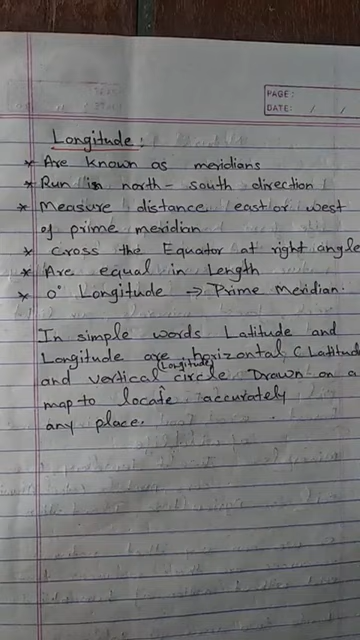 PAGE:
DATE: / /
Longitude:
* Are known as meridians
* Run in north-south direction
* Measure distance east or west
of prime meridian
* Cross the Equator at right angle
* Are equal in Length
* 0° Longitude → Prime Meridian.
In simple words Latitude and
Longitude are horizontal (Latitude
and vertical (Longitude) circle Drawn on a
map to locate accurately
any place.